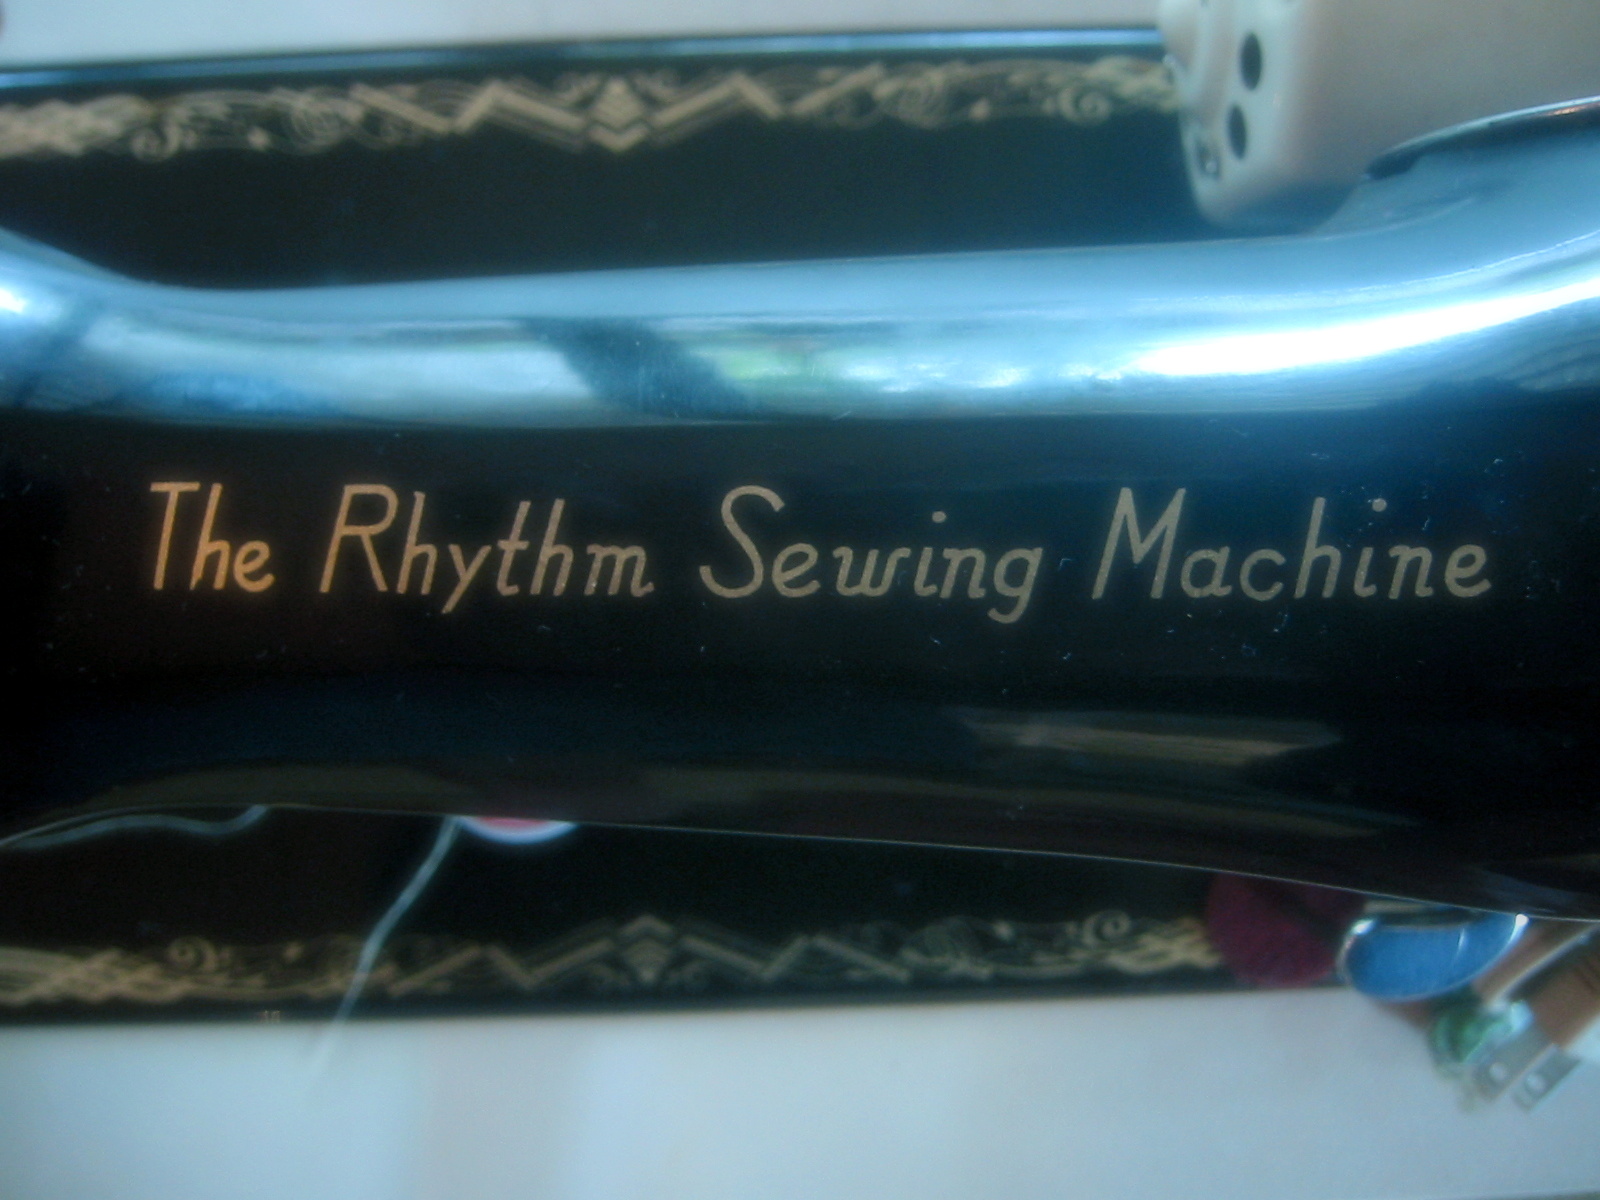 The Rhythm Sewing Machine